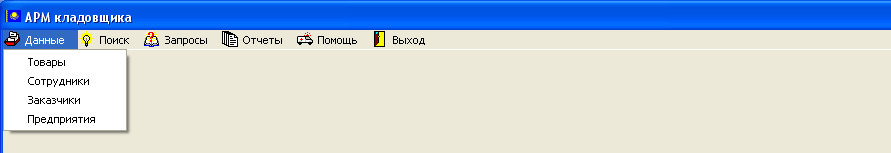 АРМ кладовщика
Данные Поиск Запросы Отчеты Помощь Выход
Товары
Сотрудники
Заказчики
Предприятия